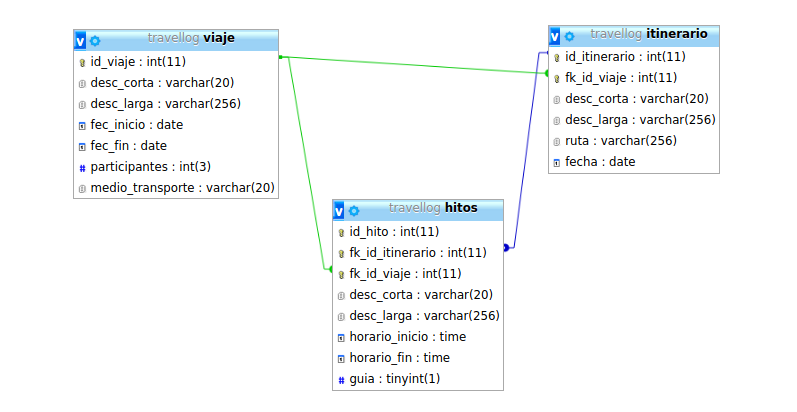 travellog viaje
id_viaje : int(11)
desc_corta : varchar(20)
desc_larga : varchar(256)
fec_inicio : date
fec_fin : date
# participantes : int(3)
medio_transporte : varchar(20)
travellog itinerario
id_itinerario : int(11)
fk_id_viaje : int(11)
desc_corta : varchar(20)
desc_larga : varchar(256)
ruta : varchar(256)
fecha : date
travellog hitos
id_hito : int(11)
fk_id_itinerario : int(11)
fk_id_viaje : int(11)
desc_corta : varchar(20)
desc_larga : varchar(256)
horario_inicio : time
horario_fin : time
# guia : tinyint(1)